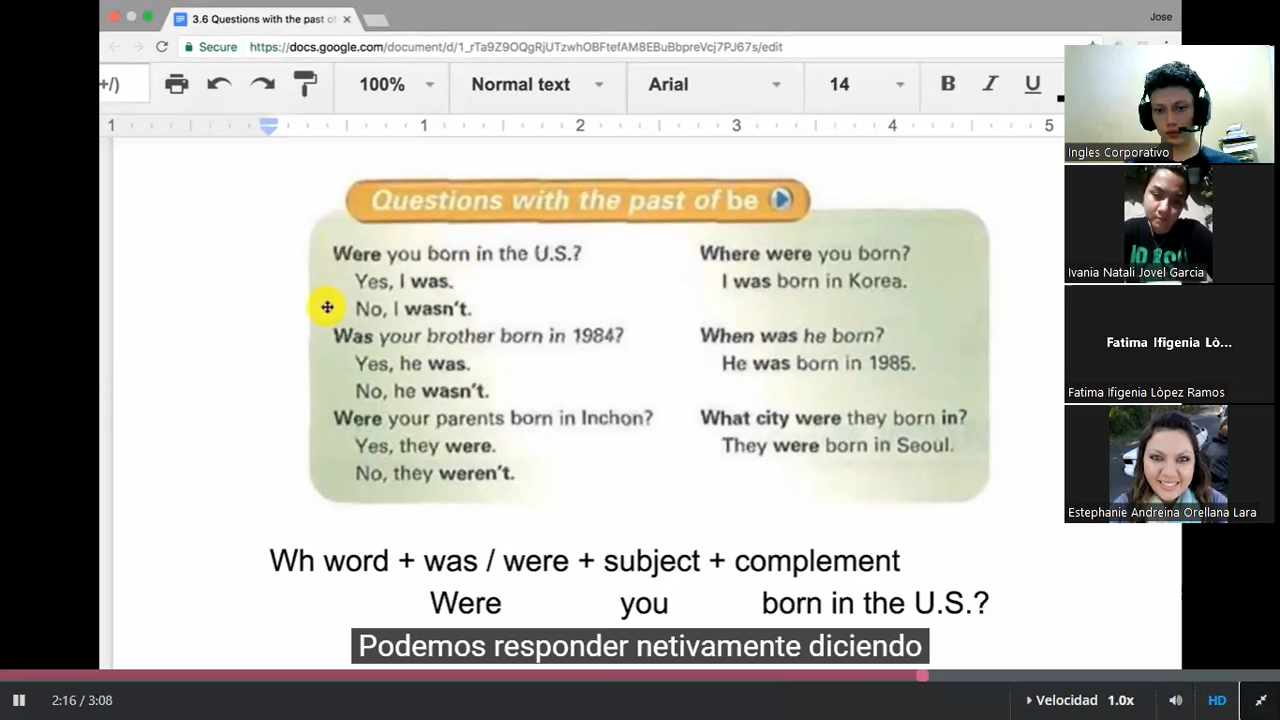 3.6 Questions with the past of
Jose
Secure https://docs.google.com/document/d/1_rTa9Z9OQgRjUTzwhOBFtefAM8EBuBbpreVcj7PJ67s/edit
+/) 100% Normal text Arial 14 B I U
1 1 2 3 4 5
Questions with the past of be
Were you born in the U.S.?
Yes, I was.
No, I wasn't.
Was your brother born in 1984?
Yes, he was.
No, he wasn't.
Were your parents born in Inchon?
Yes, they were.
No, they weren't.
Where were you born?
I was born in Korea.
When was he born?
He was born in 1985.
What city were they born in?
They were born in Seoul.
Wh word + was / were + subject + complement
Were you born in the U.S.?
Podemos responder netivamente diciendo
Ingles Corporativo
Ivania Natali Jovel Garcia
Fatima Ifigenia Lò...
Fatima Ifigenia Lòpez Ramos
Estephanie Andreina Orellana Lara
2:16 / 3:08
Velocidad 1.0x
HD